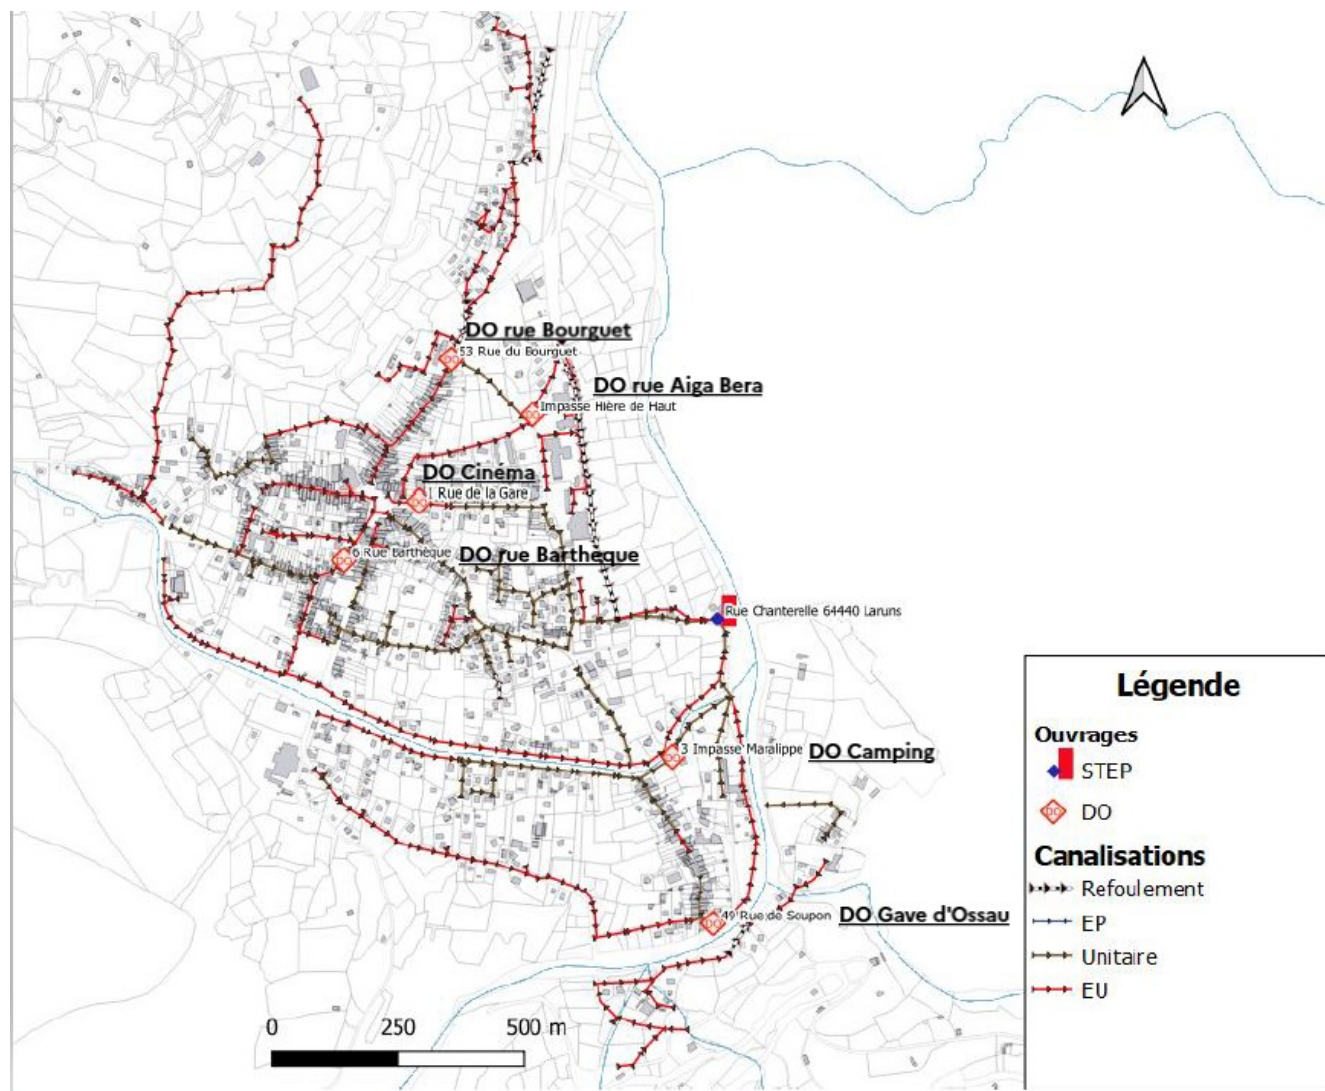 DO rue Bourguet
53 Rue du Bourguet
DO rue Aiga Bera
Impasse Hière de Haut
DO Cinéma
1 Rue de la Gare
6 Rue Barthèque
DO rue Barthèque
Rue Chanterelle 64440 Laruns
3 Impasse Maralippe
DO Camping
49 Rue de Soupon
DO Gave d'Ossau
0 250 500 m
Légende
Ouvrages
STEP
DO
DO
Canalisations
Refoulement
EP
Unitaire
EU